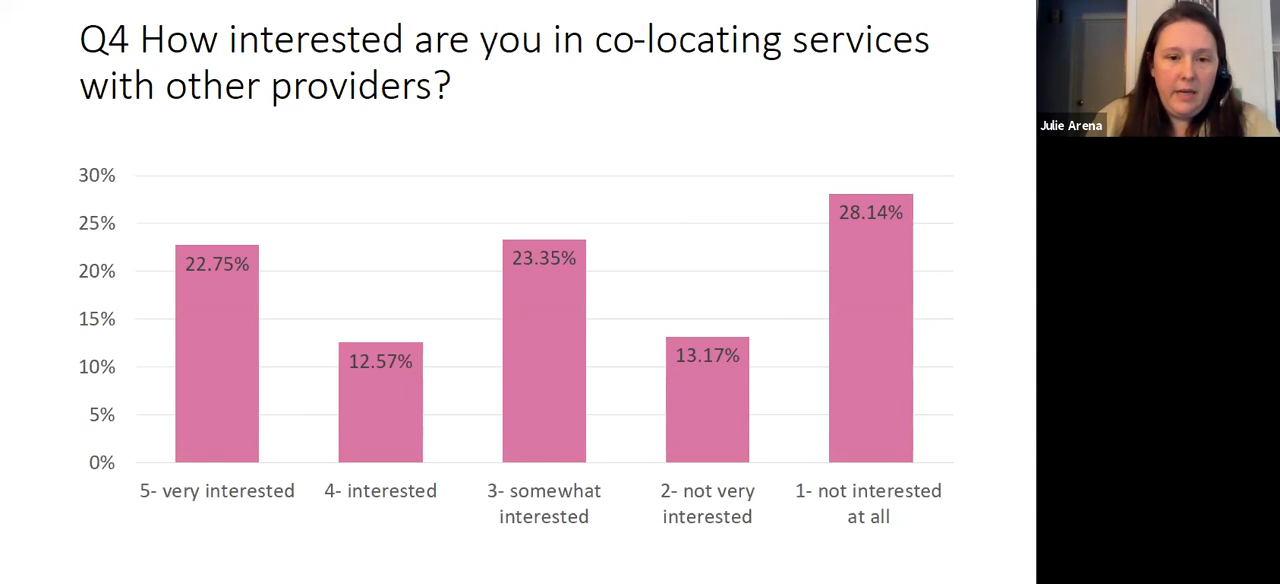 Q4 How interested are you in co-locating services
with other providers?
Julie Arena
30%
25%
20%
15%
10%
5%
0%
22.75%
12.57%
23.35%
13.17%
28.14%
5- very interested
4- interested
3- somewhat
interested
2- not very
interested
1- not interested
at all